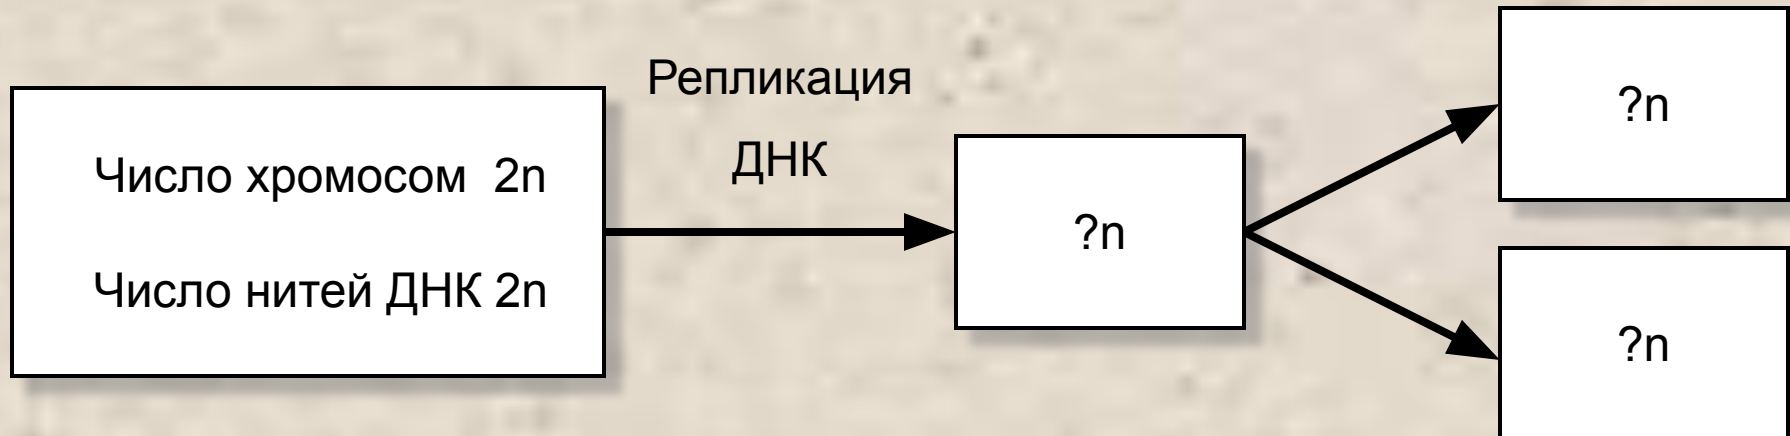 Число хромосом 2n
Число нитей ДНК 2n
Репликация
ДНК
?n
?n
?n